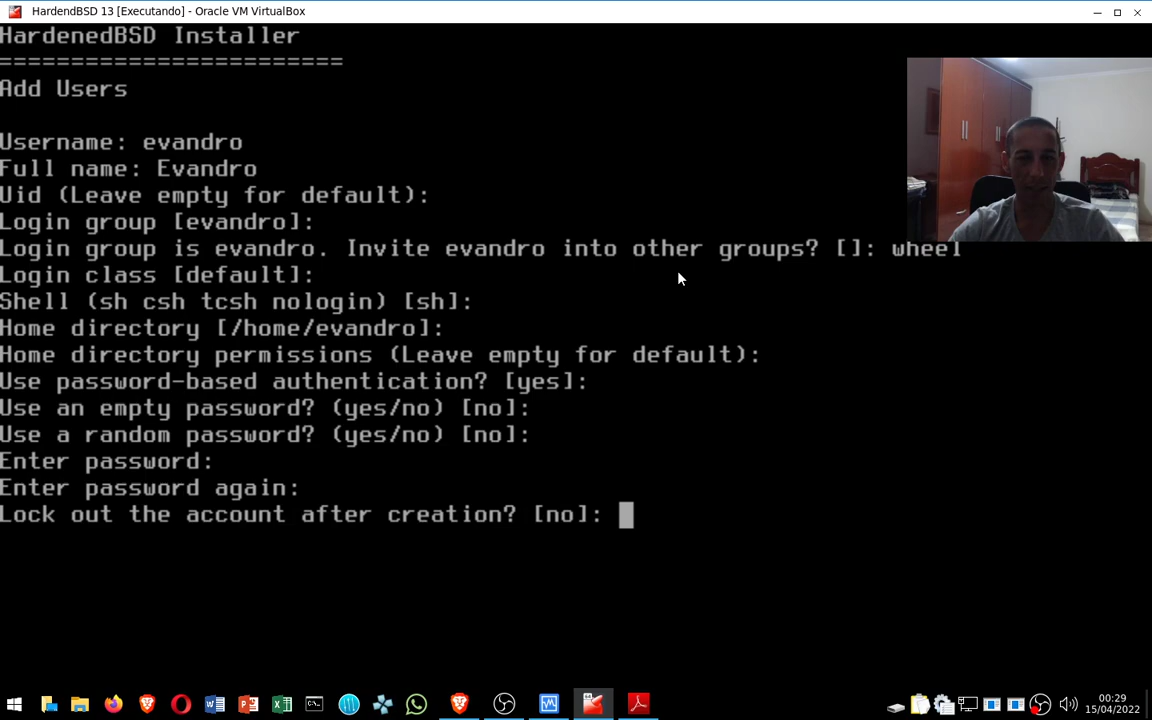 HardendBSD 13 [Executando] - Oracle VM VirtualBox
HardenedBSD Installer
========================
Add Users
Username: evandro
Full name: Evandro
Uid (Leave empty for default):
Login group [evandro]:
Login group is evandro. Invite evandro into other groups? []: wheel
Login class [default]:
Shell (sh csh tcsh nologin) [sh]:
Home directory [/home/evandro]:
Home directory permissions (Leave empty for default):
Use password-based authentication? [yes]:
Use an empty password? (yes/no) [no]:
Use a random password? (yes/no) [no]:
Enter password:
Enter password again:
Lock out the account after creation? [no]:
00:29
15/04/2022